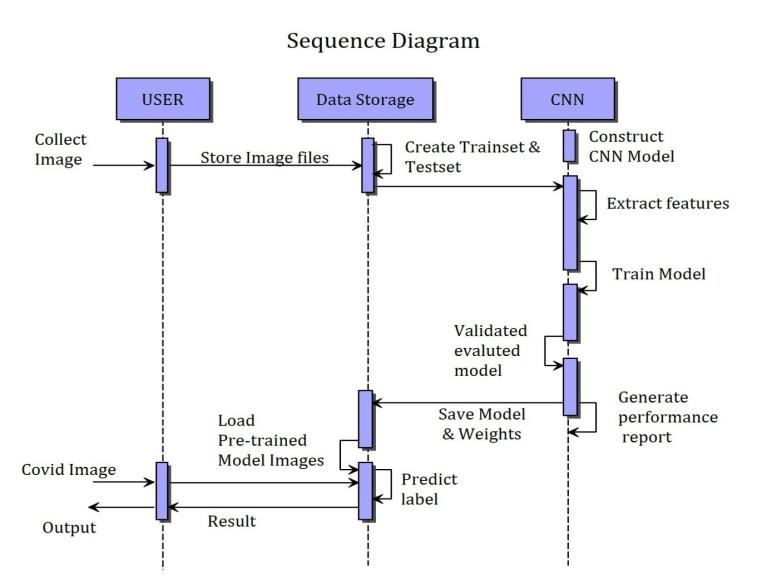 Sequence Diagram
USER
Data Storage
CNN
Collect
Image
Store Image files
Create Trainset &
Testset
Construct
CNN Model
Extract features
Train Model
Validated
evaluted
model
Save Model
& Weights
Generate
performance
report
Load
Pre-trained
Model Images
Covid Image
Predict
label
Output
Result